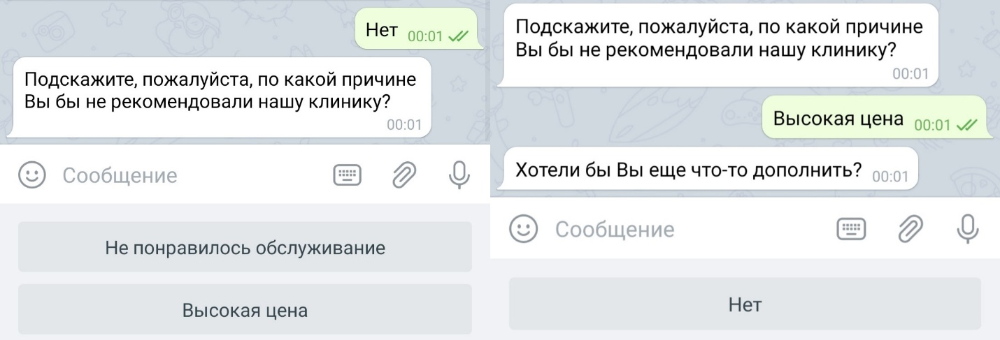 Нет 00:01
Подскажите, пожалуйста, по какой причине
Вы бы не рекомендовали нашу клинику?
00:01
Сообщение
Не понравилось обслуживание
Высокая цена
Подскажите, пожалуйста, по какой причине
Вы бы не рекомендовали нашу клинику?
00:01
Высокая цена 00:01
Хотели бы Вы еще что-то дополнить? 00:01
Сообщение
Нет